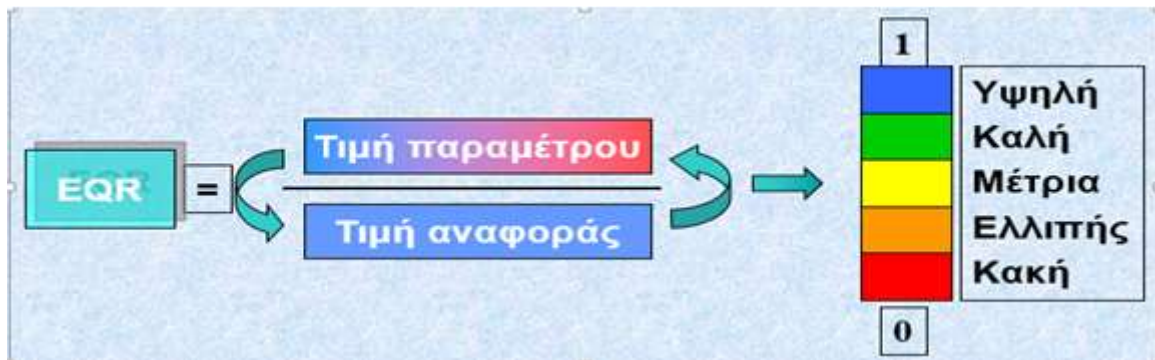 EQR
=
Τιμή παραμέτρου
Τιμή αναφοράς
1
Υψηλή
Καλή
Μέτρια
Ελλιπής
Κακή
0